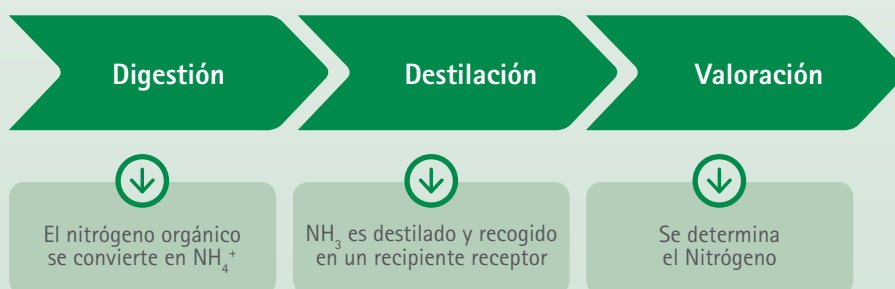 Digestión
Destilación
Valoración
El nitrógeno orgánico
se convierte en NH₄⁺
NH₃ es destilado y recogido
en un recipiente receptor
Se determina
el Nitrógeno